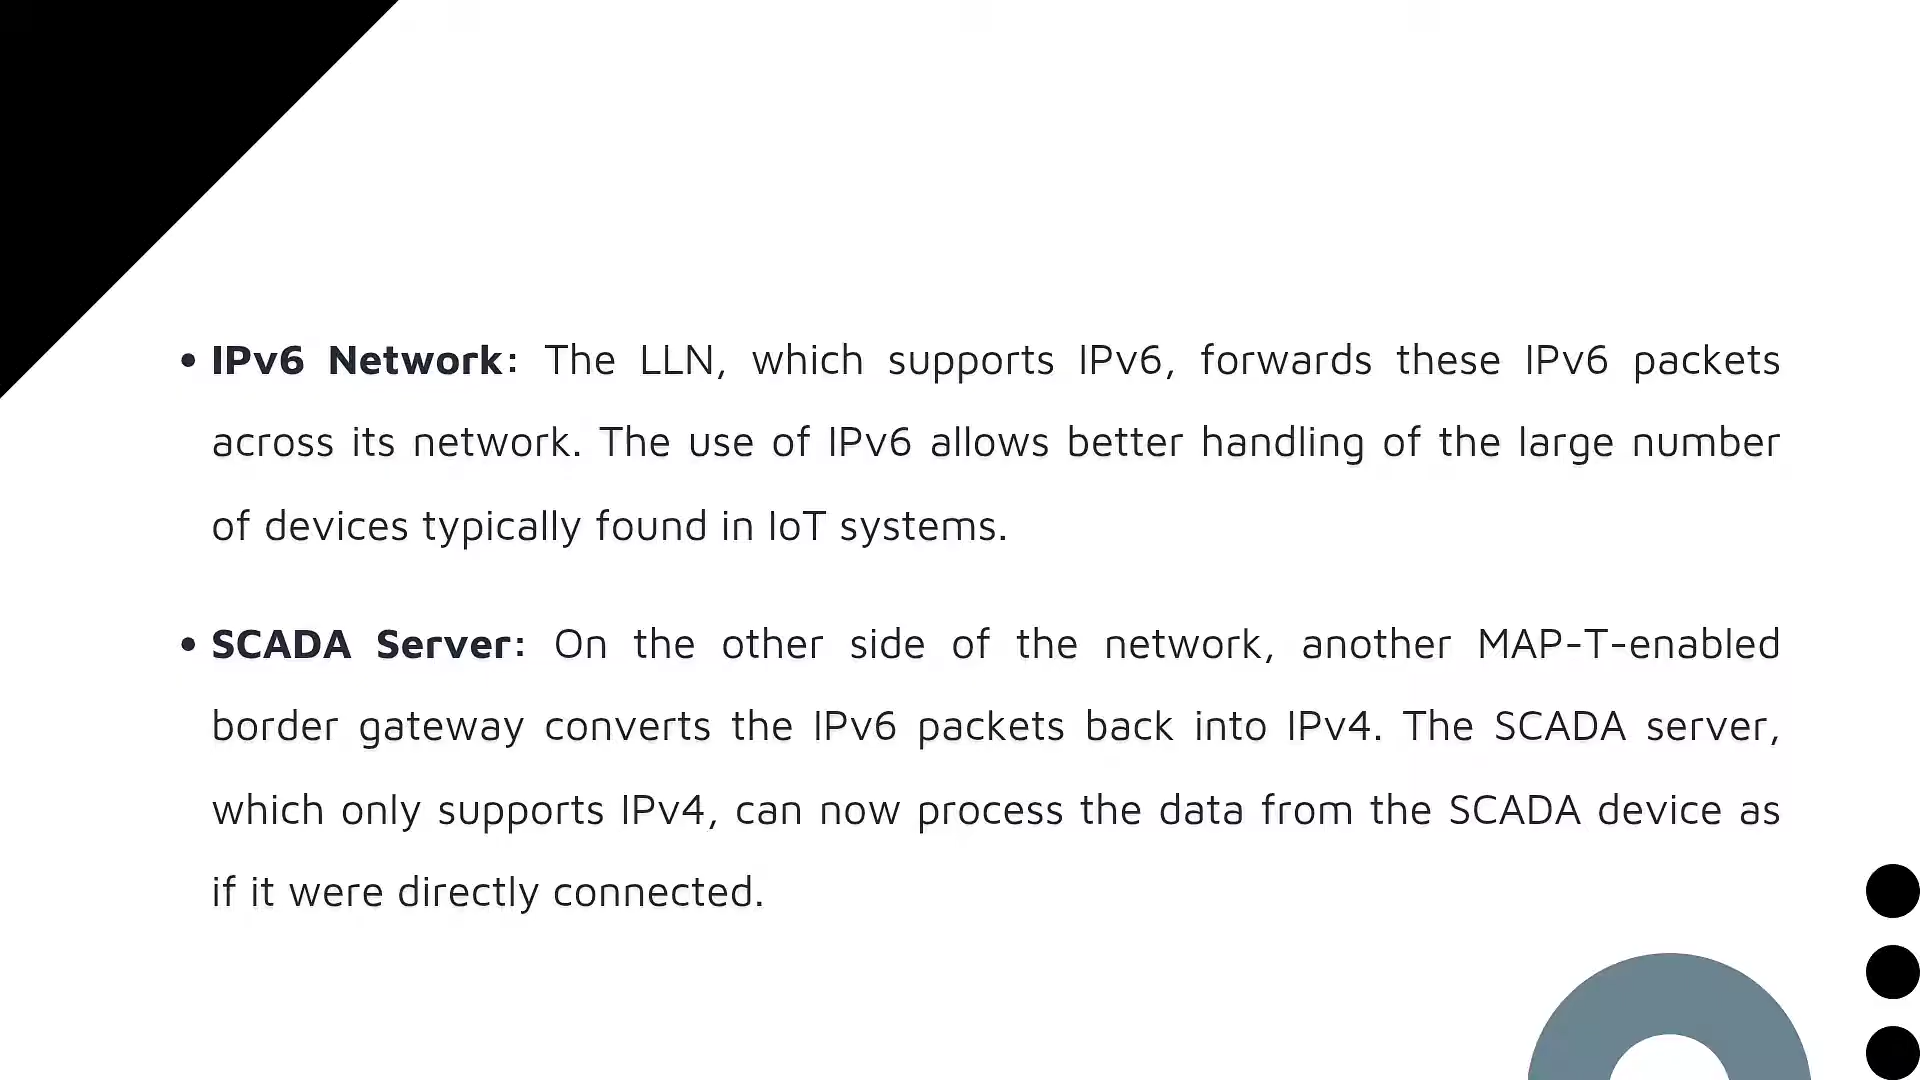 • IPv6 Network: The LLN, which supports IPv6, forwards these IPv6 packets
across its network. The use of IPv6 allows better handling of the large number
of devices typically found in IoT systems.
• SCADA Server: On the other side of the network, another MAP-T-enabled
border gateway converts the IPv6 packets back into IPv4. The SCADA server,
which only supports IPv4, can now process the data from the SCADA device as
if it were directly connected.